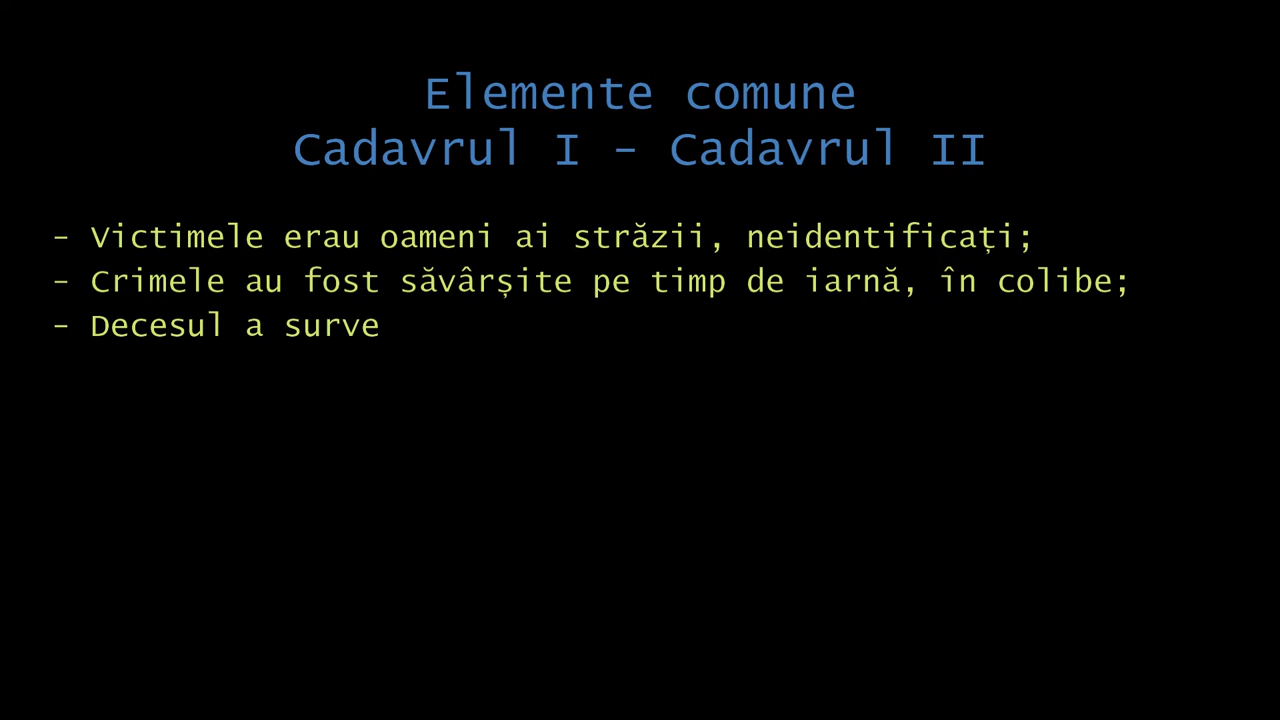 Elemente comune
Cadavrul I - Cadavrul II
- Victimele erau oameni ai străzii, neidentificați;
- Crimele au fost săvârșite pe timp de iarnă, în colibe;
- Decesul a surve